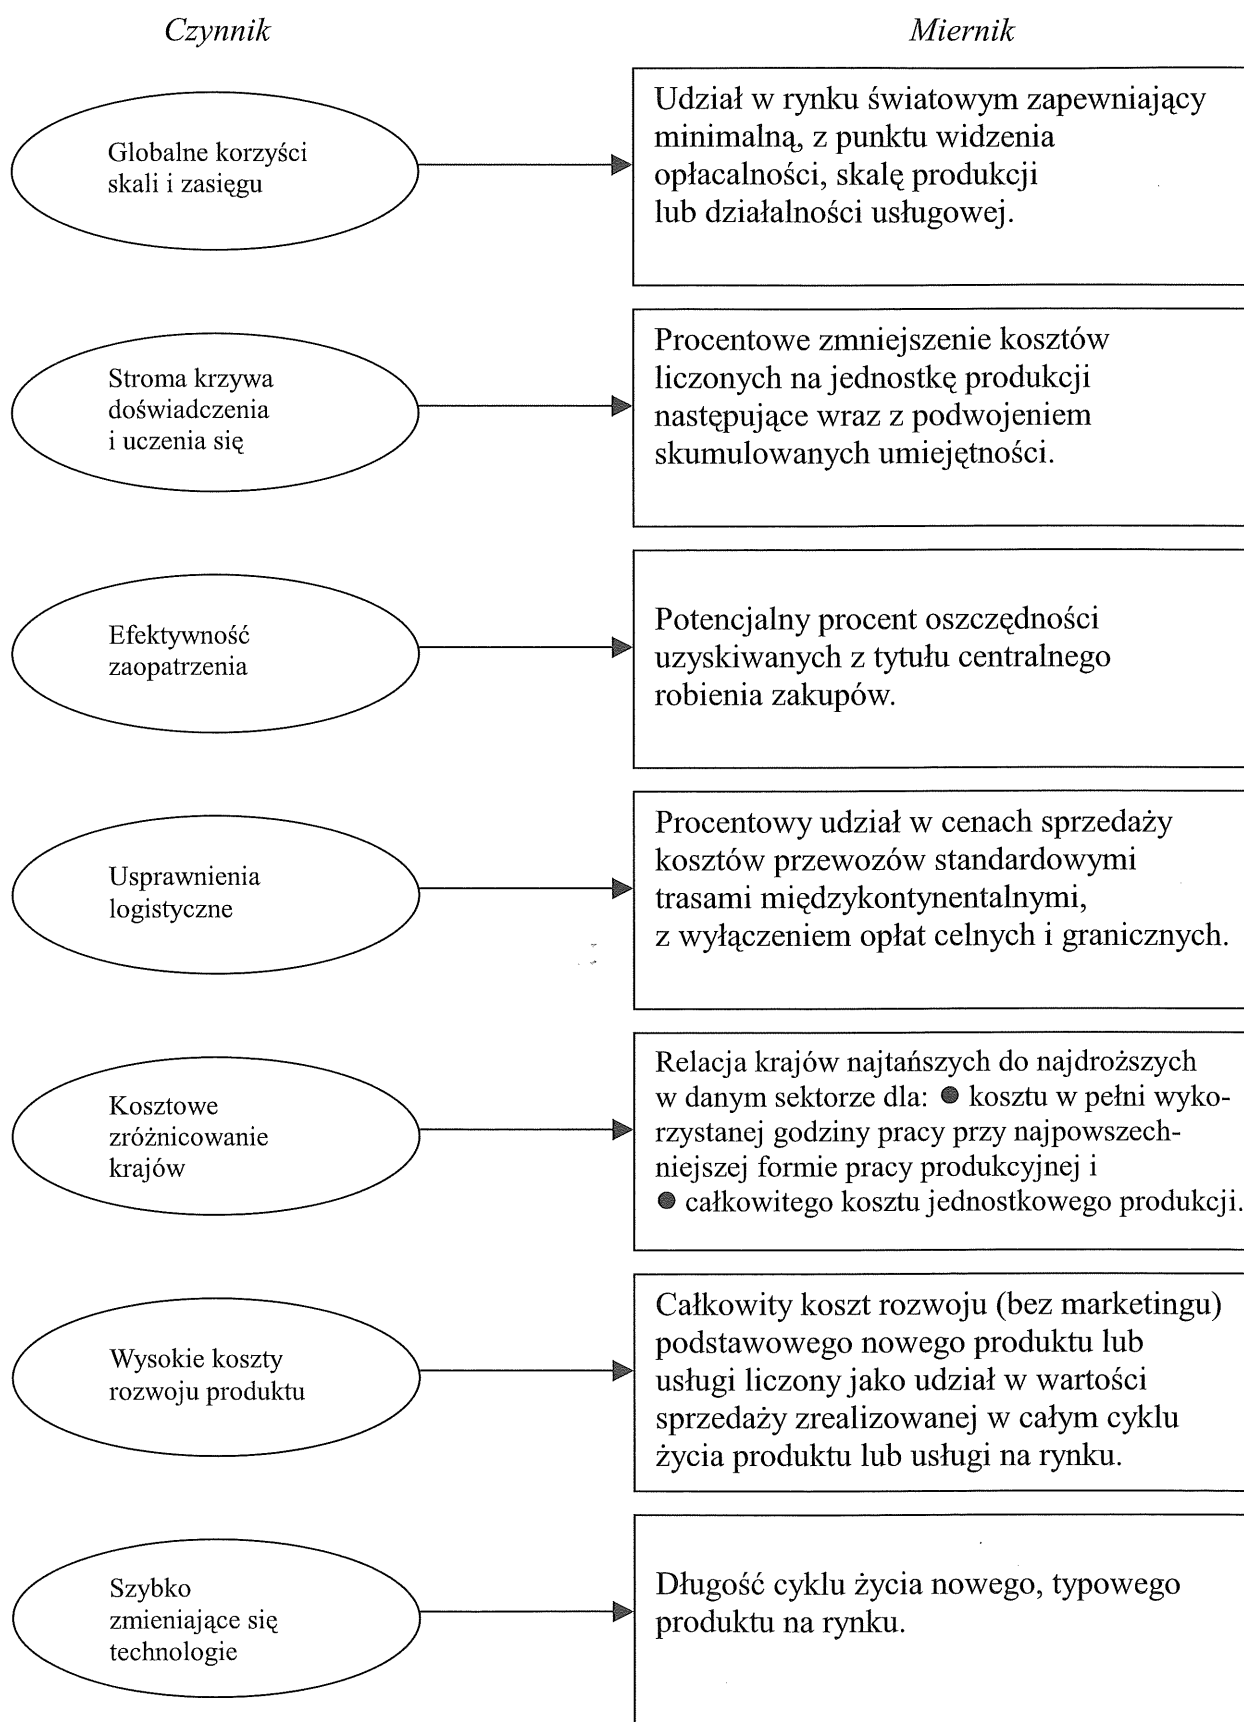 Czynnik
Miernik
Globalne korzyści
skali i zasięgu
Udział w rynku światowym zapewniający
minimalną, z punktu widzenia
opłacalności, skalę produkcji
lub działalności usługowej.
Stroma krzywa
doświadczenia
i uczenia się
Procentowe zmniejszenie kosztów
liczonych na jednostkę produkcji
następujące wraz z podwojeniem
skumulowanych umiejętności.
Efektywność
zaopatrzenia
Potencjalny procent oszczędności
uzyskiwanych z tytułu centralnego
robienia zakupów.
Usprawnienia
logistyczne
Procentowy udział w cenach sprzedaży
kosztów przewozów standardowymi
trasami międzykontynentalnymi,
z wyłączeniem opłat celnych i granicznych.
Kosztowe
zróżnicowanie
krajów
Relacja krajów najtańszych do najdroższych
w danym sektorze dla: ● kosztu w pełni wyko-
rzystanej godziny pracy przy najpowszech-
niejszej formie pracy produkcyjnej i
● całkowitego kosztu jednostkowego produkcji.
Wysokie koszty
rozwoju produktu
Całkowity koszt rozwoju (bez marketingu)
podstawowego nowego produktu lub
usługi liczony jako udział w wartości
sprzedaży zrealizowanej w całym cyklu
życia produktu lub usługi na rynku.
Szybko
zmieniające się
technologie
Długość cyklu życia nowego, typowego
produktu na rynku.